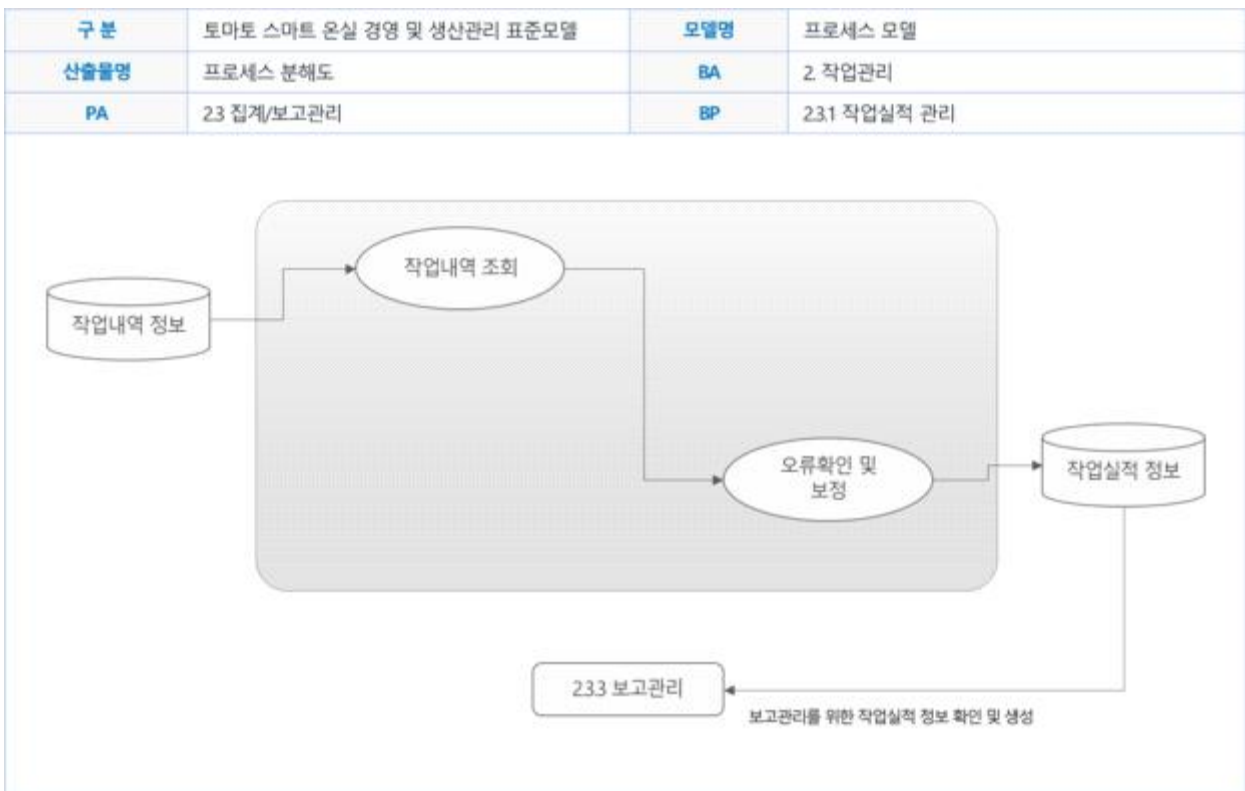 구 분 토마토 스마트 온실 경영 및 생산관리 표준모델 모델명 프로세스 모델
산출물명 프로세스 분해도 BA 2. 작업관리
PA 2.3 집계/보고관리 BP 2.3.1 작업실적 관리
작업내역 조회
작업내역 정보
오류확인 및
보정
작업실적 정보
2.3.3 보고관리
보고관리를 위한 작업실적 정보 확인 및 생성